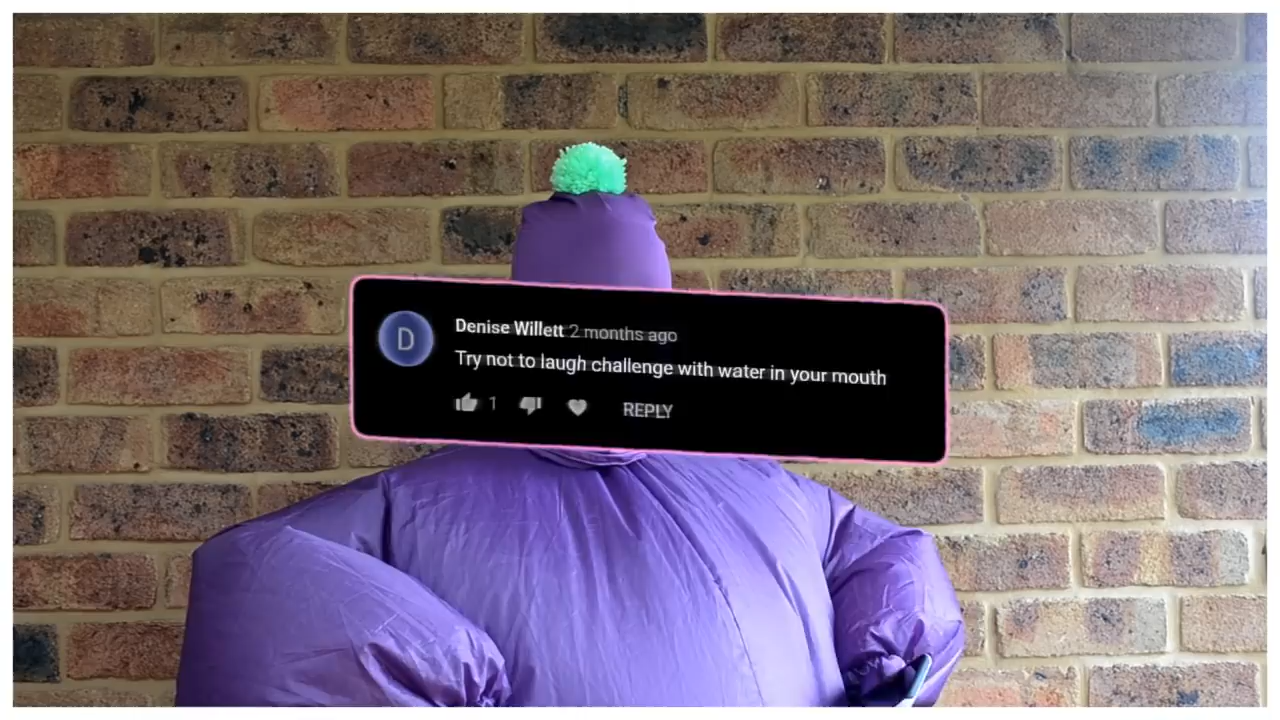 D
Denise Willett 2 months ago
Try not to laugh challenge with water in your mouth
1 REPLY